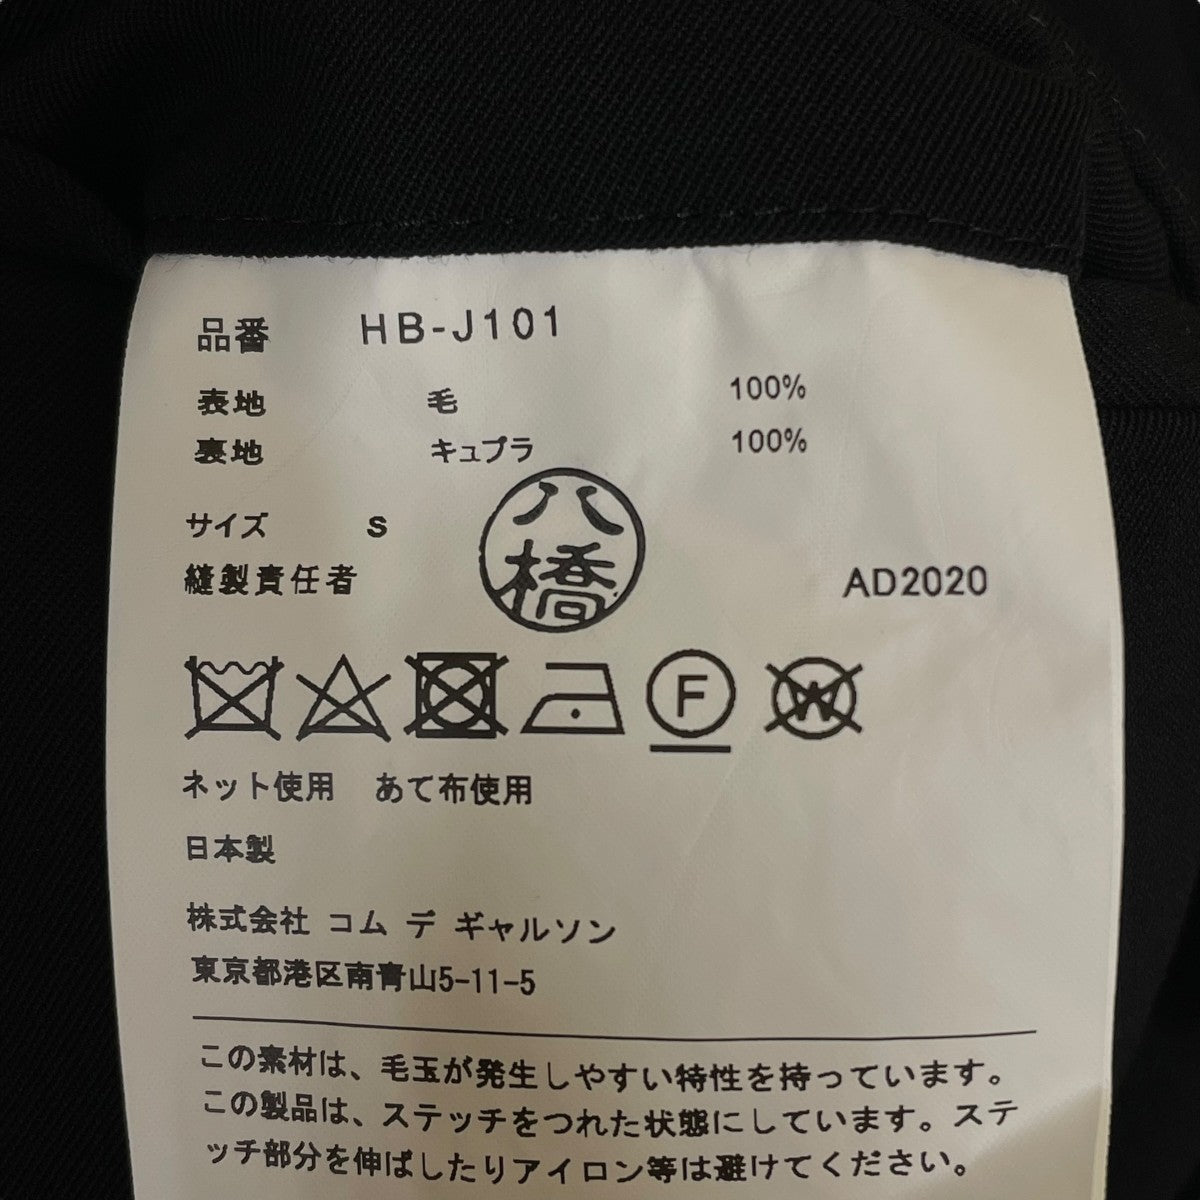 品番 HB-J101
表地 毛 100%
裏地 キュプラ 100%
サイズ S
縫製責任者 八橋 AD2020
F W
ネット使用 あて布使用
日本製
株式会社 コム デ ギャルソン
東京都港区南青山5-11-5
この素材は、毛玉が発生しやすい特性を持っています。
この製品は、ステッチをつれた状態にしています。ステ
ッチ部分を伸ばしたりアイロン等は避けてください。